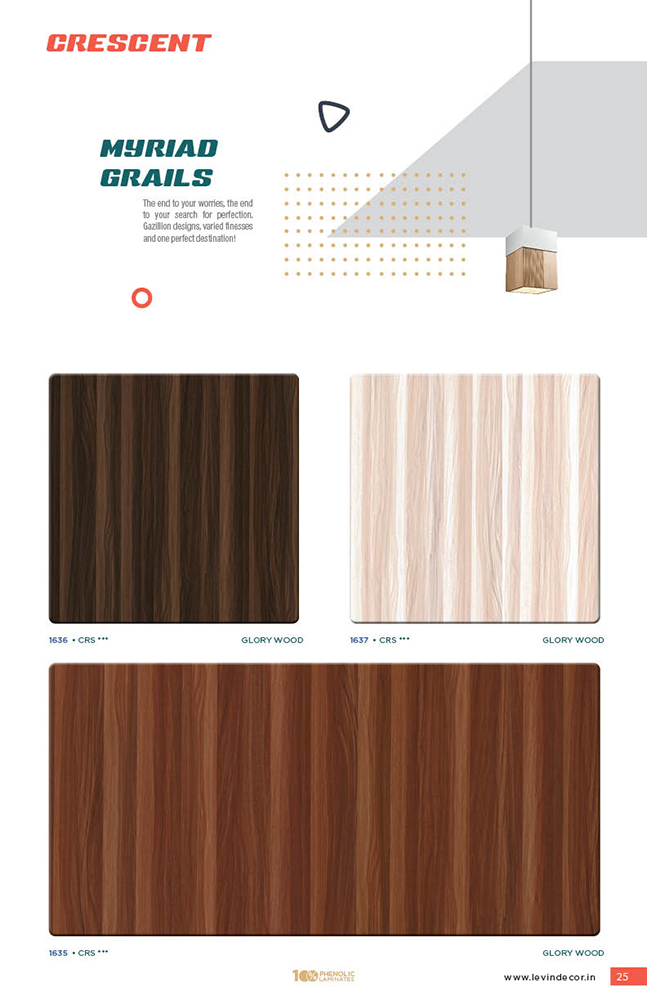 CRESCENT
MYRIAD
GRAILS
The end to your worries, the end
to your search for perfection.
Gazillion designs, varied finesses
and one perfect destination!
1636 • CRS *** GLORY WOOD
1637 • CRS *** GLORY WOOD
1635 • CRS *** GLORY WOOD
100% PHENOLIC
LAMINATES
www.levindecor.in 25